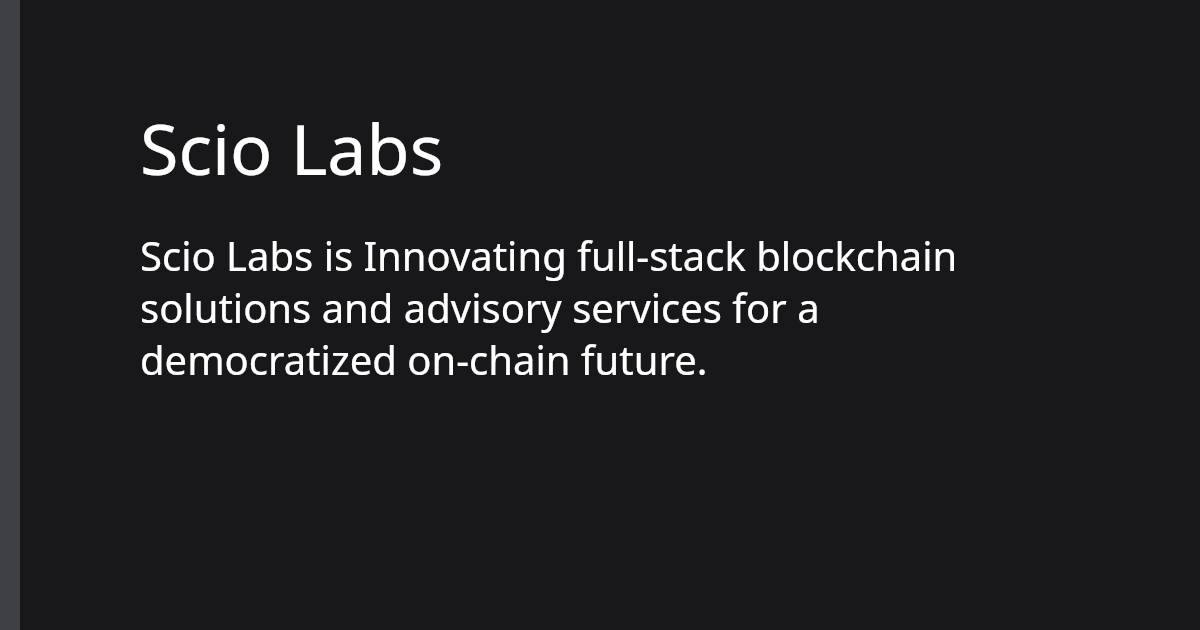 Scio Labs
Scio Labs is Innovating full-stack blockchain
solutions and advisory services for a
democratized on-chain future.